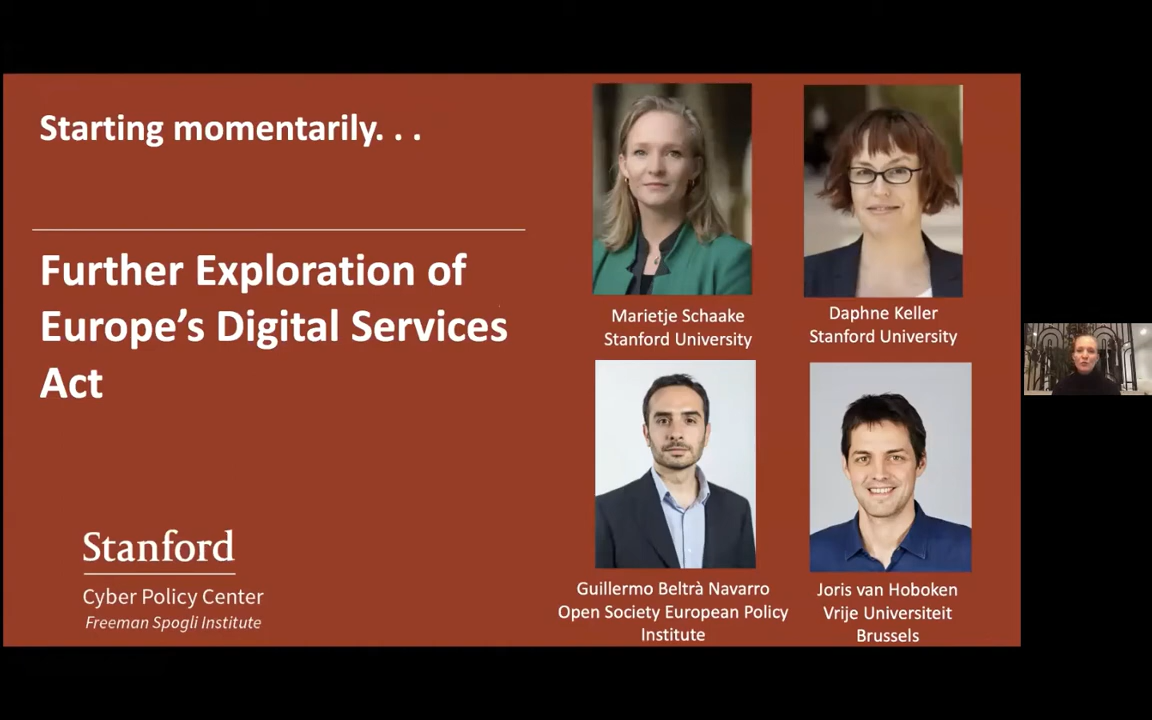 Starting momentarily. . .
Further Exploration of
Europe’s Digital Services
Act
Stanford
Cyber Policy Center
Freeman Spogli Institute
Marietje Schaake
Stanford University
Daphne Keller
Stanford University
Guillermo Beltrà Navarro
Open Society European Policy
Institute
Joris van Hoboken
Vrije Universiteit
Brussels